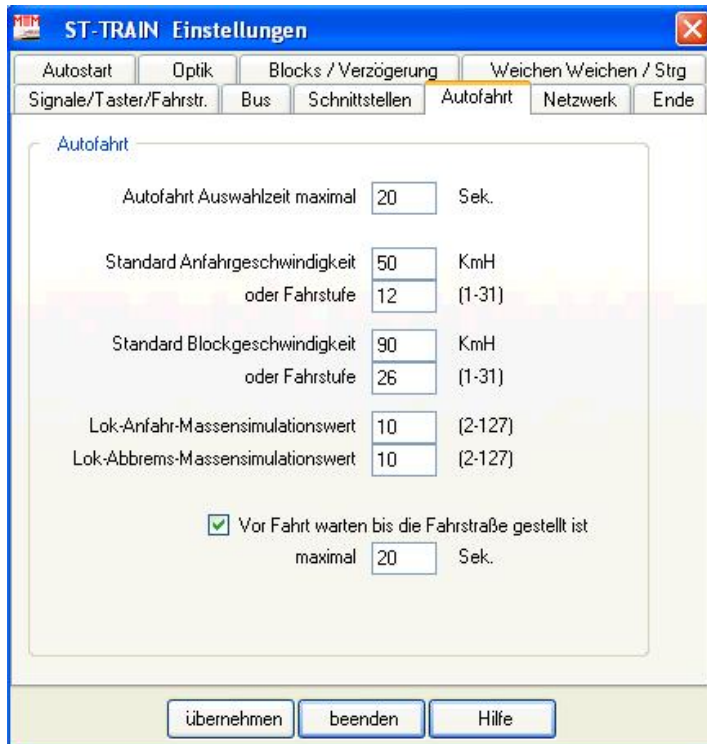 MTM
ST-TRAIN Einstellungen
Autostart Optik Blocks / Verzögerung Weichen Weichen / Strg
Signale/Taster/Fahrstr. Bus Schnittstellen Autofahrt Netzwerk Ende
Autofahrt
Autofahrt Auswahlzeit maximal 20 Sek.
Standard Anfahrgeschwindigkeit 50 KmH
oder Fahrstufe 12 (1-31)
Standard Blockgeschwindigkeit 90 KmH
oder Fahrstufe 26 (1-31)
Lok-Anfahr-Massensimulationswert 10 (2-127)
Lok-Abbrems-Massensimulationswert 10 (2-127)
Vor Fahrt warten bis die Fahrstraße gestellt ist
maximal 20 Sek.
übernehmen beenden Hilfe